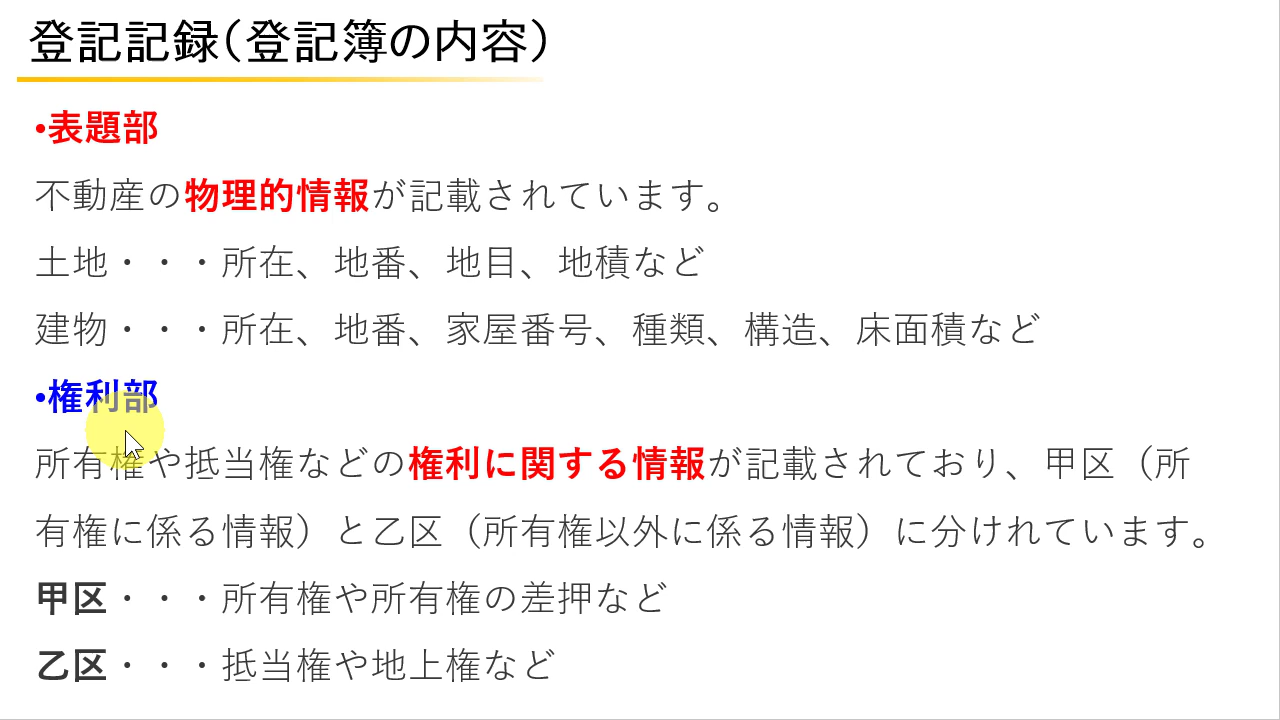 登記記録(登記簿の内容)
•表題部
不動産の物理的情報が記載されています。
土地・・・所在、地番、地目、地積など
建物・・・所在、地番、家屋番号、種類、構造、床面積など
•権利部
所有権や抵当権などの権利に関する情報が記載されており、甲区（所
有権に係る情報）と乙区（所有権以外に係る情報）に分けれています。
甲区・・・所有権や所有権の差押など
乙区・・・抵当権や地上権など